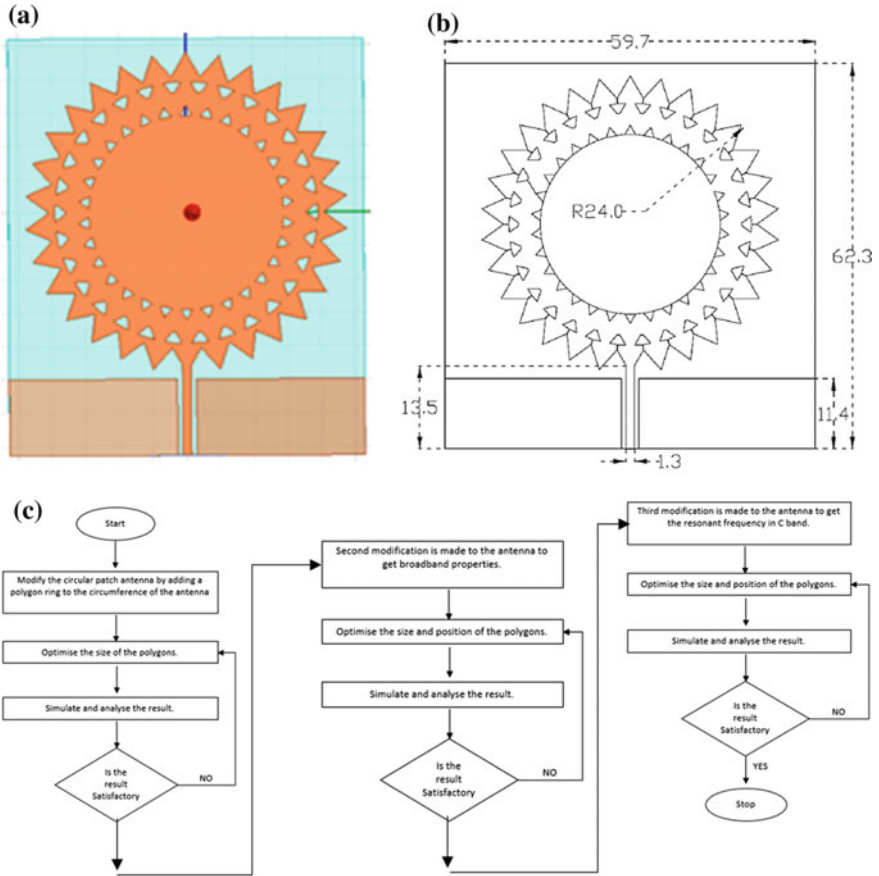 (a)
(b)
59.7
R24.0
62.3
13.5
11.4
1.3
(c)
Start
Modify the circular patch antenna by adding a
polygon ring to the circumference of the antenna
Optimise the size of the polygons.
Simulate and analyse the result.
Is the
result
Satisfactory
NO
Second modification is made to the antenna to
get broadband properties.
Optimise the size and position of the polygons.
Simulate and analyse the result.
Is the
result
Satisfactory
NO
Third modification is made to the antenna to get
the resonant frequency in C band.
Optimise the size and position of the polygons.
Simulate and analyse the result.
Is the
result
Satisfactory
NO
YES
Stop